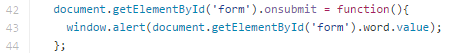 42 document.getElementById('form').onsubmit = function(){
43 window.alert(document.getElementById('form').word.value);
44 };